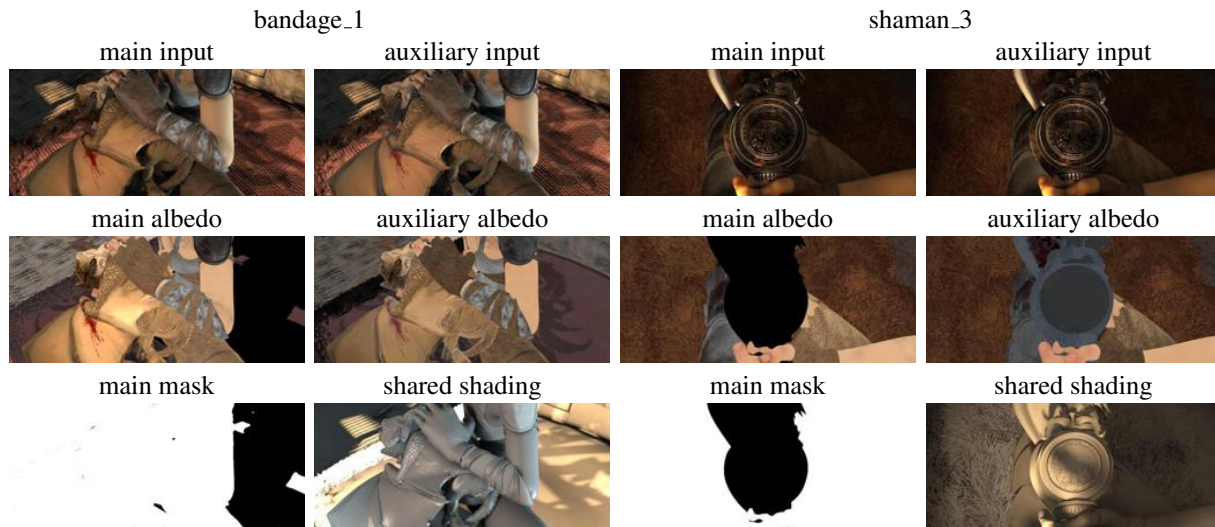 bandage_1
shaman_3
main input
auxiliary input
main input
auxiliary input
main albedo
auxiliary albedo
main albedo
auxiliary albedo
main mask
shared shading
main mask
shared shading